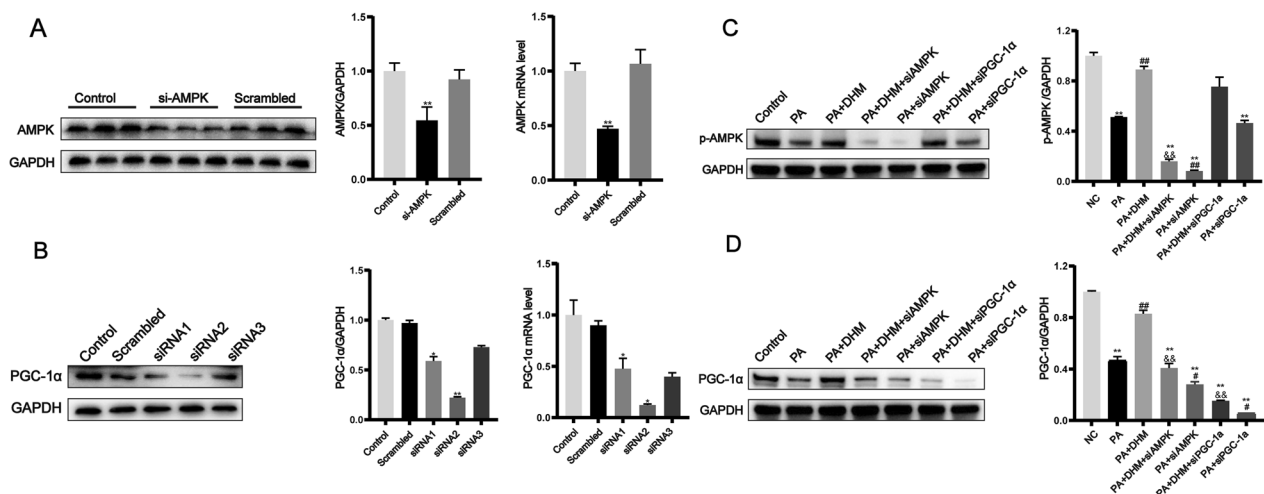 A
Control si-AMPK Scrambled
AMPK
GAPDH
AMPK/GAPDH
1.5
1.0
0.5
0.0
**
Control
si-AMPK
Scrambled
AMPK mRNA level
1.5
1.0
0.5
0.0
**
Control
si-AMPK
Scrambled
B
Control
Scrambled
siRNA1
siRNA2
siRNA3
PGC-1α
GAPDH
PGC-1α/GAPDH
1.5
1.0
0.5
0.0
*
**
Control
Scrambled
siRNA1
siRNA2
siRNA3
PGC-1α mRNA level
1.5
1.0
0.5
0.0
*
*
Control
Scrambled
siRNA1
siRNA2
siRNA3
C
Control
PA
PA+DHM
PA+DHM+siAMPK
PA+siAMPK
PA+DHM+siPGC-1α
PA+siPGC-1α
p-AMPK
GAPDH
p-AMPK /GAPDH
1.2
0.8
0.4
0.0
**
##
**
&&
**
##
**
NC
PA
PA+DHM
PA+DHM+siAMPK
PA+siAMPK
PA+DHM+siPGC-1a
PA+siPGC-1a
D
Control
PA
PA+DHM
PA+DHM+siAMPK
PA+siAMPK
PA+DHM+siPGC-1α
PA+siPGC-1α
PGC-1α
GAPDH
PGC-1α/GAPDH
1.2
0.8
0.4
0.0
**
##
**
&&
**
#
**
&&
**
#
NC
PA
PA+DHM
PA+DHM+siAMPK
PA+siAMPK
PA+DHM+siPGC-1a
PA+siPGC-1a